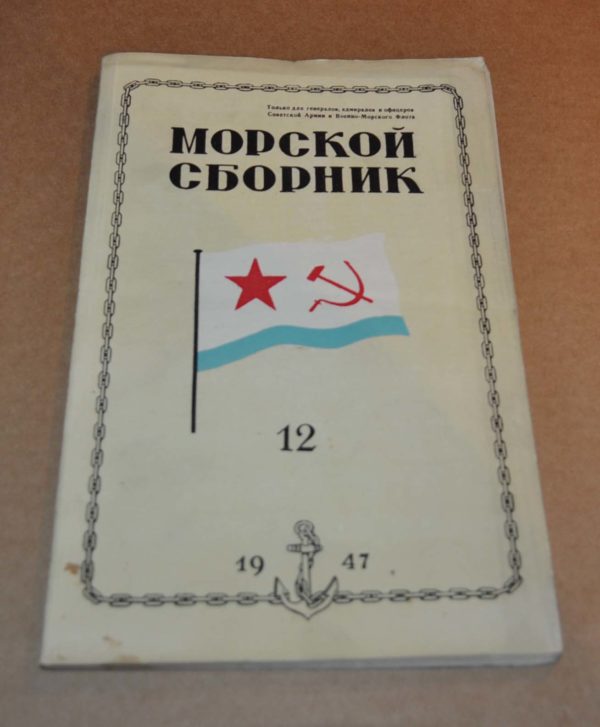 Только для генералов, адмиралов и офицеров
Советской Армии и Военно-Морского Флота
МОРСКОЙ
СБОРНИК
12
19 47